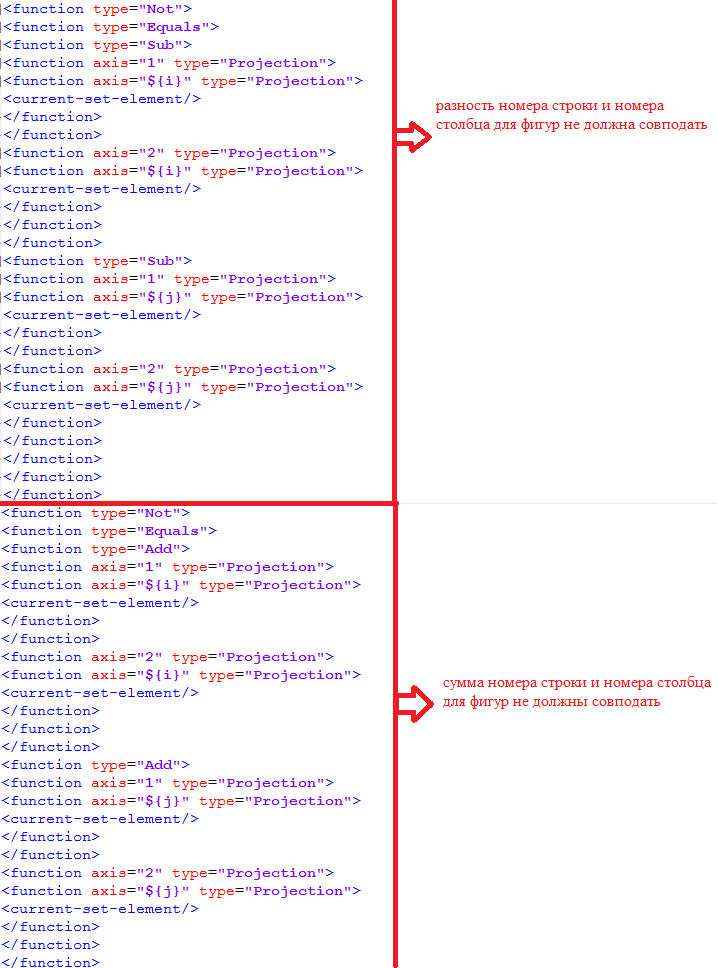 <function type="Not">
<function type="Equals">
<function type="Sub">
<function axis="1" type="Projection">
<function axis="${i}" type="Projection">
<current-set-element/>
</function>
</function>
<function axis="2" type="Projection">
<function axis="${i}" type="Projection">
<current-set-element/>
</function>
</function>
</function>
<function type="Sub">
<function axis="1" type="Projection">
<function axis="${j}" type="Projection">
<current-set-element/>
</function>
</function>
<function axis="2" type="Projection">
<function axis="${j}" type="Projection">
<current-set-element/>
</function>
</function>
</function>
</function>
</function>
разность номера строки и номера
столбца для фигур не должна совподать
<function type="Not">
<function type="Equals">
<function type="Add">
<function axis="1" type="Projection">
<function axis="${i}" type="Projection">
<current-set-element/>
</function>
</function>
<function axis="2" type="Projection">
<function axis="${i}" type="Projection">
<current-set-element/>
</function>
</function>
</function>
<function type="Add">
<function axis="1" type="Projection">
<function axis="${j}" type="Projection">
<current-set-element/>
</function>
</function>
<function axis="2" type="Projection">
<function axis="${j}" type="Projection">
<current-set-element/>
</function>
</function>
</function>
сумма номера строки и номера столбца
для фигур не должны совподать